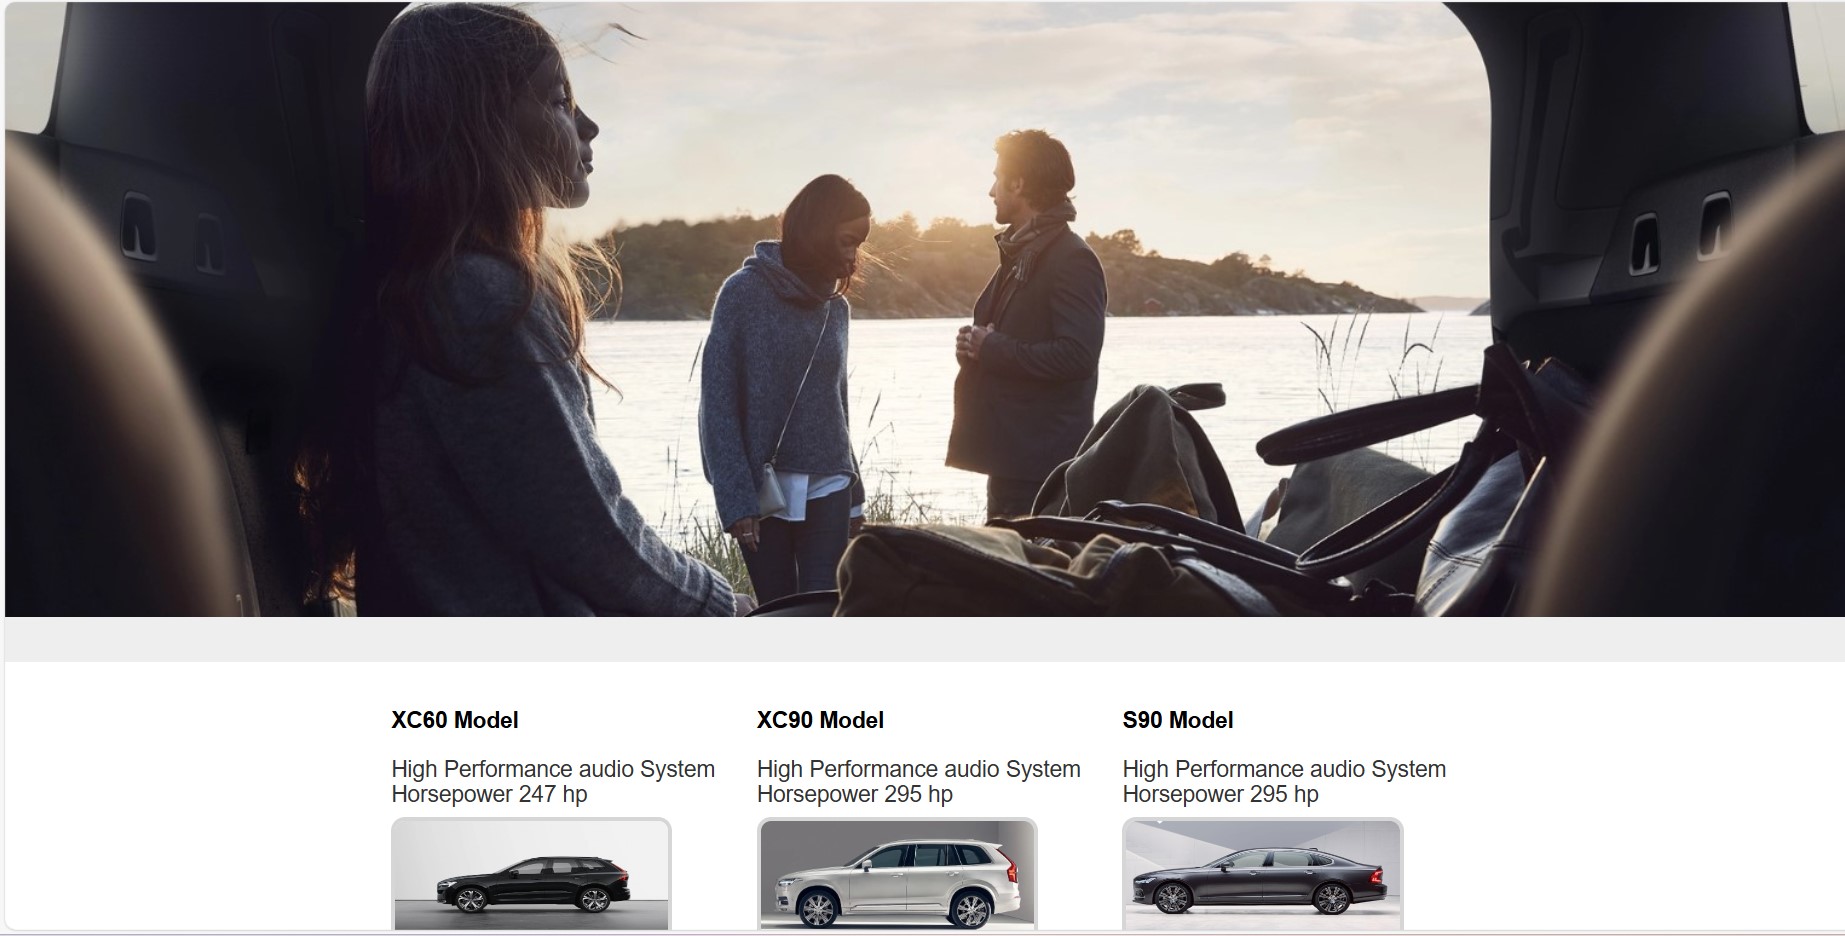 XC60 Model
High Performance audio System
Horsepower 247 hp
XC90 Model
High Performance audio System
Horsepower 295 hp
S90 Model
High Performance audio System
Horsepower 295 hp